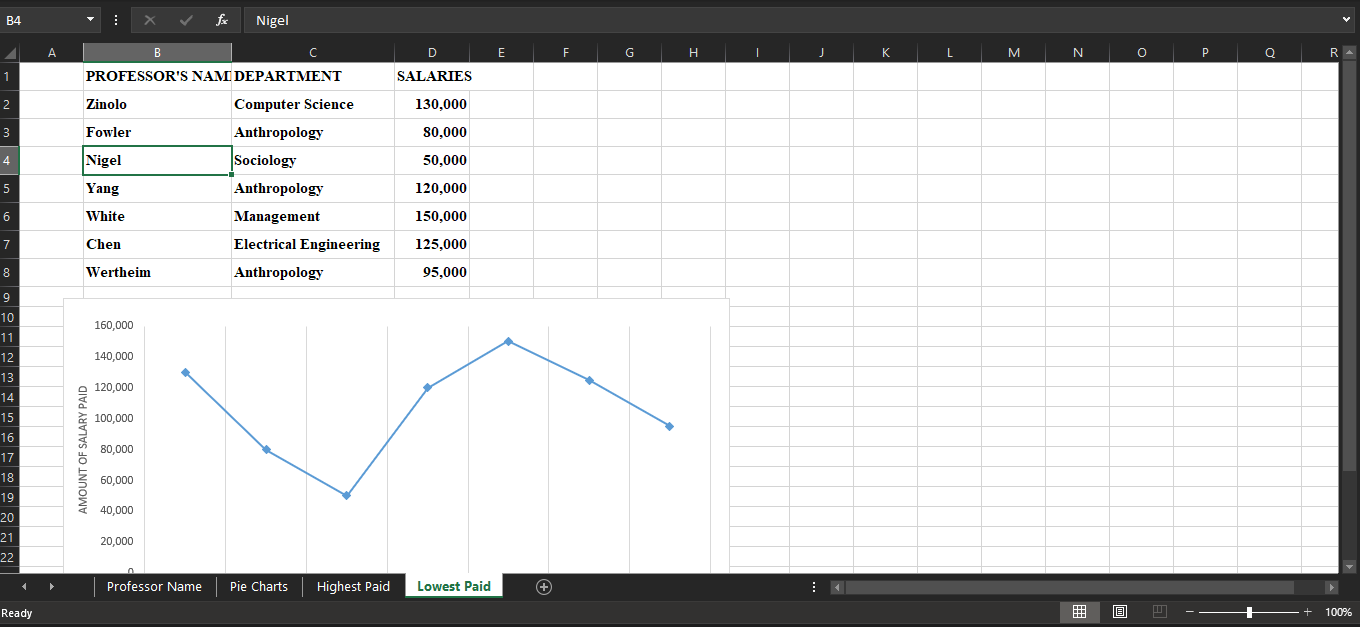 B4 fx Nigel
A B C D E F G H I J K L M N O P Q R
1 PROFESSOR'S NAM DEPARTMENT SALARIES
2 Zinolo Computer Science 130,000
3 Fowler Anthropology 80,000
4 Nigel Sociology 50,000
5 Yang Anthropology 120,000
6 White Management 150,000
7 Chen Electrical Engineering 125,000
8 Wertheim Anthropology 95,000
9
10
11
12
13
14
15
16
17
18
19
20
21
22
160,000
140,000
120,000
100,000
80,000
60,000
40,000
20,000
0
AMOUNT OF SALARY PAID
Professor Name Pie Charts Highest Paid Lowest Paid
Ready 100%